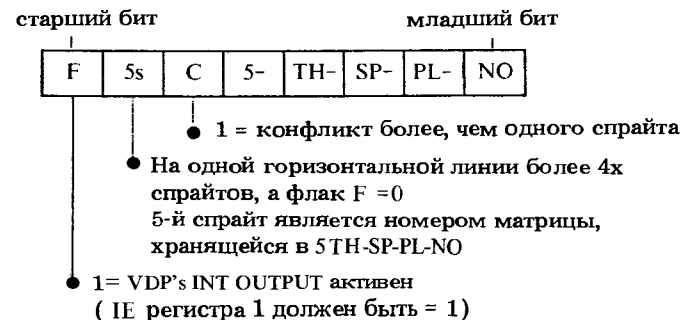 старший бит младший бит
F 5s C 5- TH- SP- PL- NO
1 = конфликт более, чем одного спрайта
На одной горизонтальной линии более 4х
спрайтов, а флак F =0
5-й спрайт является номером матрицы,
хранящейся в 5TH-SP-PL-NO
1= VDP's INT OUTPUT активен
( IE регистра 1 должен быть = 1)